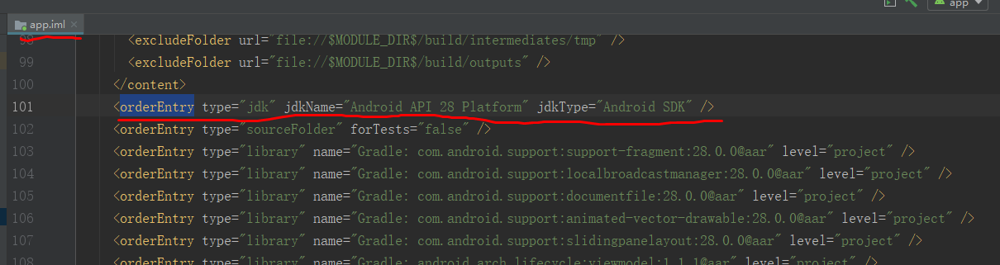 app
app.iml
98 <excludeFolder url="file://$MODULE_DIR$/build/intermediates/tmp" />
99 <excludeFolder url="file://$MODULE_DIR$/build/outputs" />
100 </content>
101 <orderEntry type="jdk" jdkName="Android API 28 Platform" jdkType="Android SDK" />
102 <orderEntry type="sourceFolder" forTests="false" />
103 <orderEntry type="library" name="Gradle: com.android.support:support-fragment:28.0.0@aar" level="project" />
104 <orderEntry type="library" name="Gradle: com.android.support:localbroadcastmanager:28.0.0@aar" level="project" />
105 <orderEntry type="library" name="Gradle: com.android.support:documentfile:28.0.0@aar" level="project" />
106 <orderEntry type="library" name="Gradle: com.android.support:animated-vector-drawable:28.0.0@aar" level="project" />
107 <orderEntry type="library" name="Gradle: com.android.support:slidingpanelayout:28.0.0@aar" level="project" />
108 <orderEntry type="library" name="Gradle: android.arch.lifecycle:viewmodel:1.1.1@aar" level="project" />